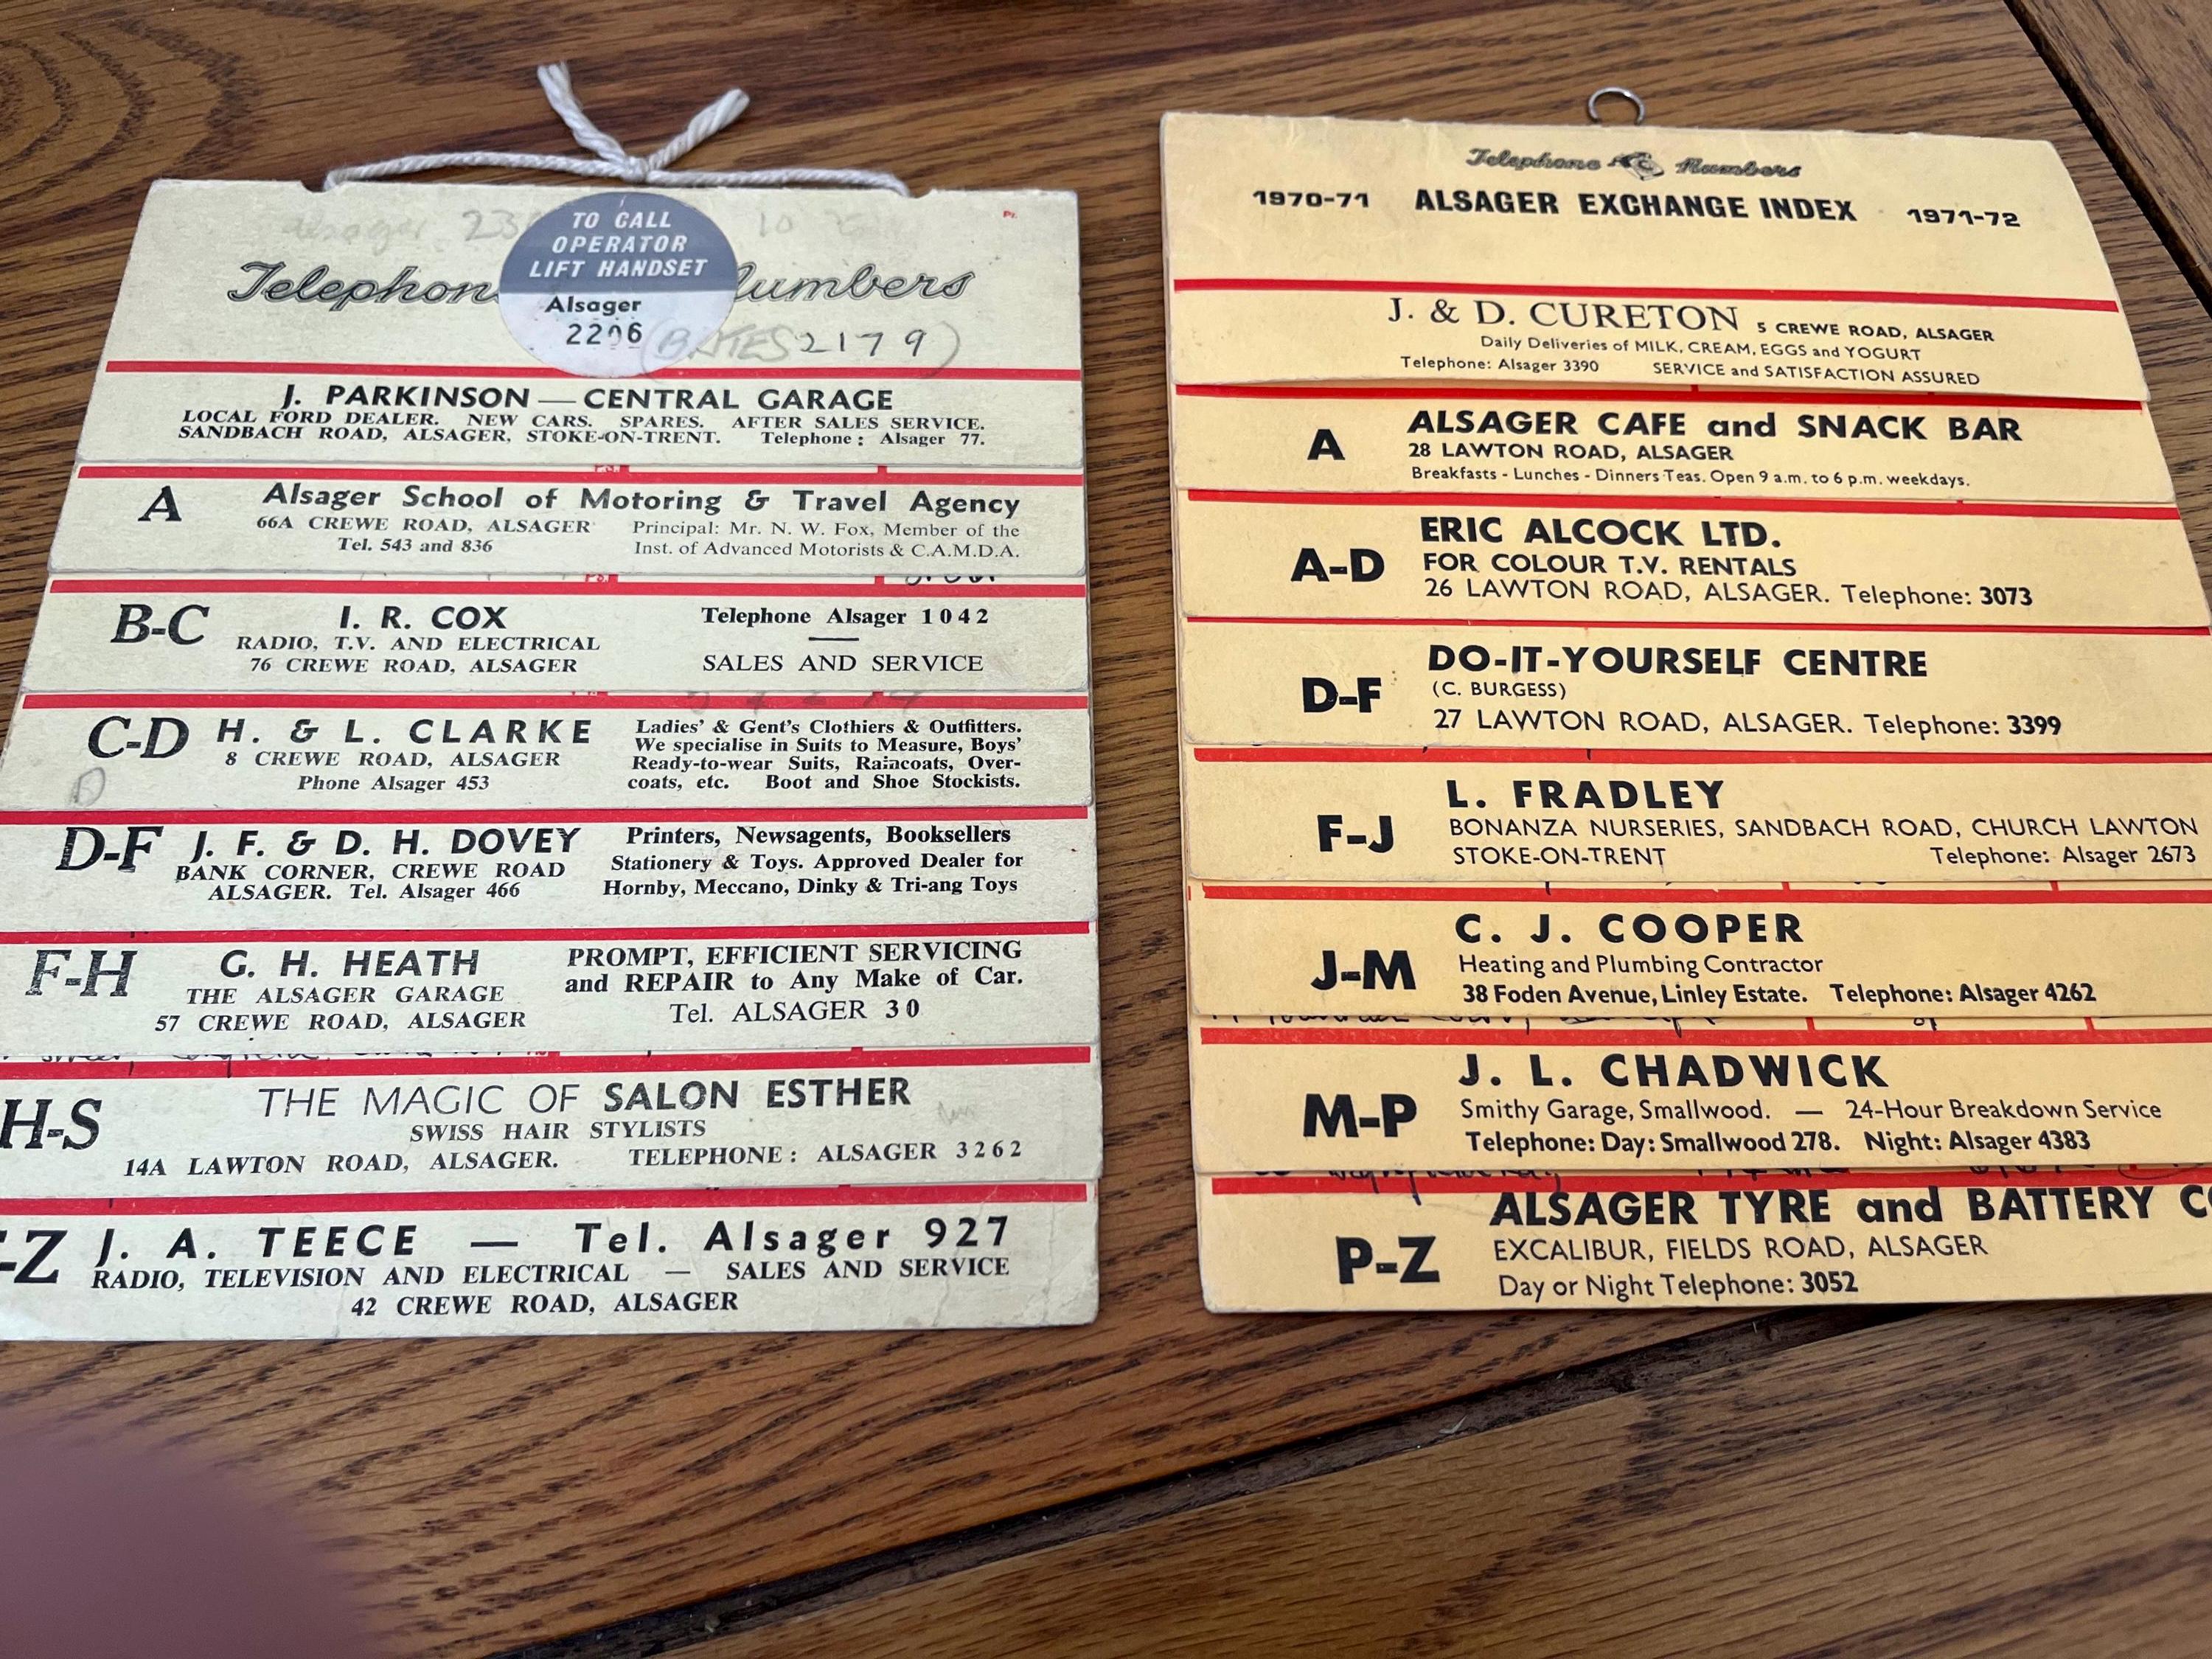 Alsager 23
10
TO CALL
OPERATOR
LIFT HANDSET
Alsager
2206
Telephon
umbers
(BATES 2179)
J. PARKINSON — CENTRAL GARAGE
LOCAL FORD DEALER. NEW CARS. SPARES. AFTER SALES SERVICE.
SANDBACH ROAD, ALSAGER, STOKE-ON-TRENT. Telephone: Alsager 77.
A
Alsager School of Motoring & Travel Agency
66A CREWE ROAD, ALSAGER
Tel. 543 and 836
Principal: Mr. N. W. Fox, Member of the
Inst. of Advanced Motorists & C.A.M.D.A.
B-C
I. R. COX
RADIO, T.V. AND ELECTRICAL
76 CREWE ROAD, ALSAGER
Telephone Alsager 1042
SALES AND SERVICE
C-D
H. & L. CLARKE
8 CREWE ROAD, ALSAGER
Phone Alsager 453
Ladies' & Gent's Clothiers & Outfitters.
We specialise in Suits to Measure, Boys'
Ready-to-wear Suits, Raincoats, Over-
coats, etc. Boot and Shoe Stockists.
D-F
J. F. & D. H. DOVEY
BANK CORNER, CREWE ROAD
ALSAGER. Tel. Alsager 466
Printers, Newsagents, Booksellers
Stationery & Toys. Approved Dealer for
Hornby, Meccano, Dinky & Tri-ang Toys
F-H
G. H. HEATH
THE ALSAGER GARAGE
57 CREWE ROAD, ALSAGER
PROMPT, EFFICIENT SERVICING
and REPAIR to Any Make of Car.
Tel. ALSAGER 30
H-S
THE MAGIC OF SALON ESTHER
SWISS HAIR STYLISTS
14A LAWTON ROAD, ALSAGER. TELEPHONE: ALSAGER 3262
-Z
J. A. TEECE — Tel. Alsager 927
RADIO, TELEVISION AND ELECTRICAL — SALES AND SERVICE
42 CREWE ROAD, ALSAGER
Telephone Numbers
1970-71 ALSAGER EXCHANGE INDEX 1971-72
J. & D. CURETON 5 CREWE ROAD, ALSAGER
Daily Deliveries of MILK, CREAM, EGGS and YOGURT
Telephone: Alsager 3390 SERVICE and SATISFACTION ASSURED
A
ALSAGER CAFE and SNACK BAR
28 LAWTON ROAD, ALSAGER
Breakfasts - Lunches - Dinners Teas. Open 9 a.m. to 6 p.m. weekdays.
A-D
ERIC ALCOCK LTD.
FOR COLOUR T.V. RENTALS
26 LAWTON ROAD, ALSAGER. Telephone: 3073
D-F
DO-IT-YOURSELF CENTRE
(C. BURGESS)
27 LAWTON ROAD, ALSAGER. Telephone: 3399
F-J
L. FRADLEY
BONANZA NURSERIES, SANDBACH ROAD, CHURCH LAWTON
STOKE-ON-TRENT Telephone: Alsager 2673
J-M
C. J. COOPER
Heating and Plumbing Contractor
38 Foden Avenue, Linley Estate. Telephone: Alsager 4262
M-P
J. L. CHADWICK
Smithy Garage, Smallwood. — 24-Hour Breakdown Service
Telephone: Day: Smallwood 278. Night: Alsager 4383
P-Z
ALSAGER TYRE and BATTERY C
EXCALIBUR, FIELDS ROAD, ALSAGER
Day or Night Telephone: 3052